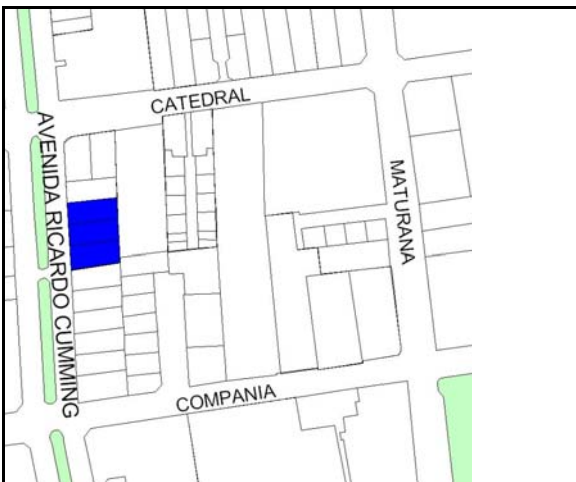 CATEDRAL
AVENIDA RICARDO CUMMING
MATURANA
COMPANIA